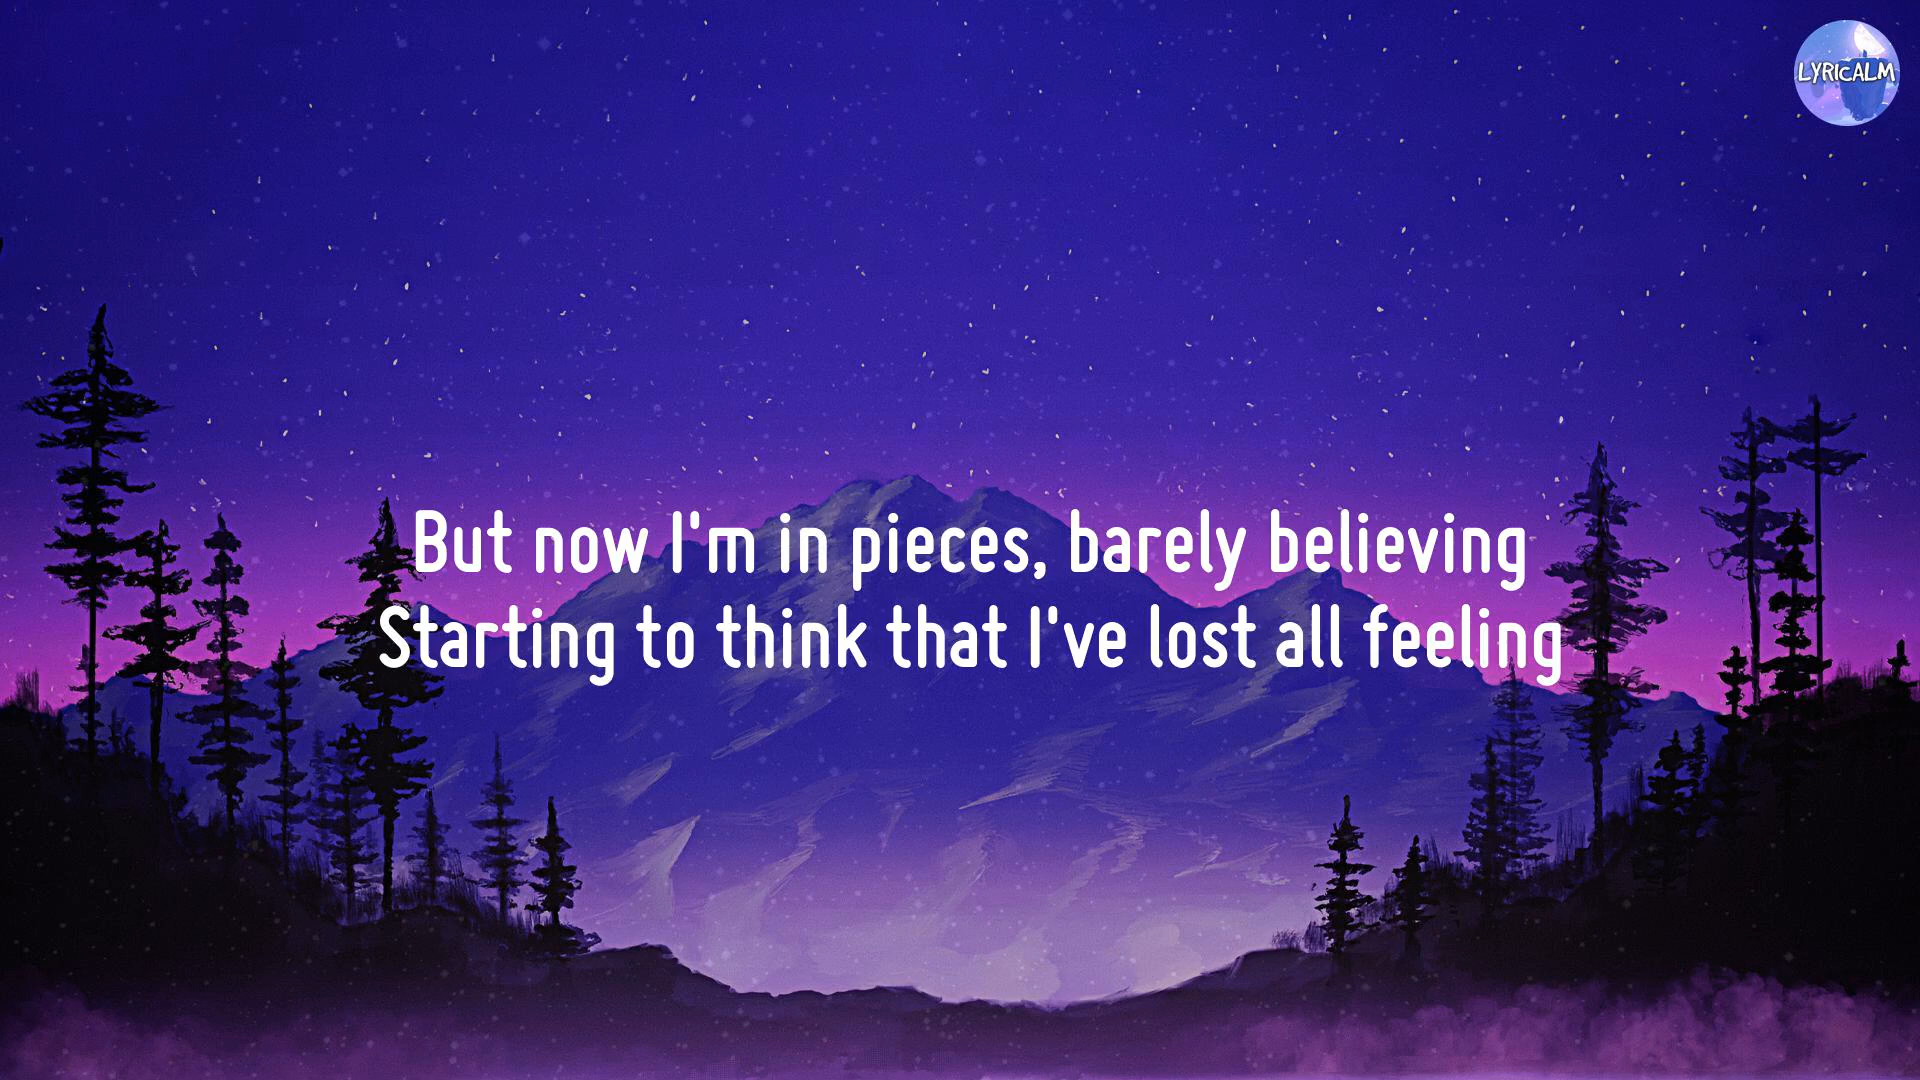 LYRICALM
But now I'm in pieces, barely believing
Starting to think that I've lost all feeling